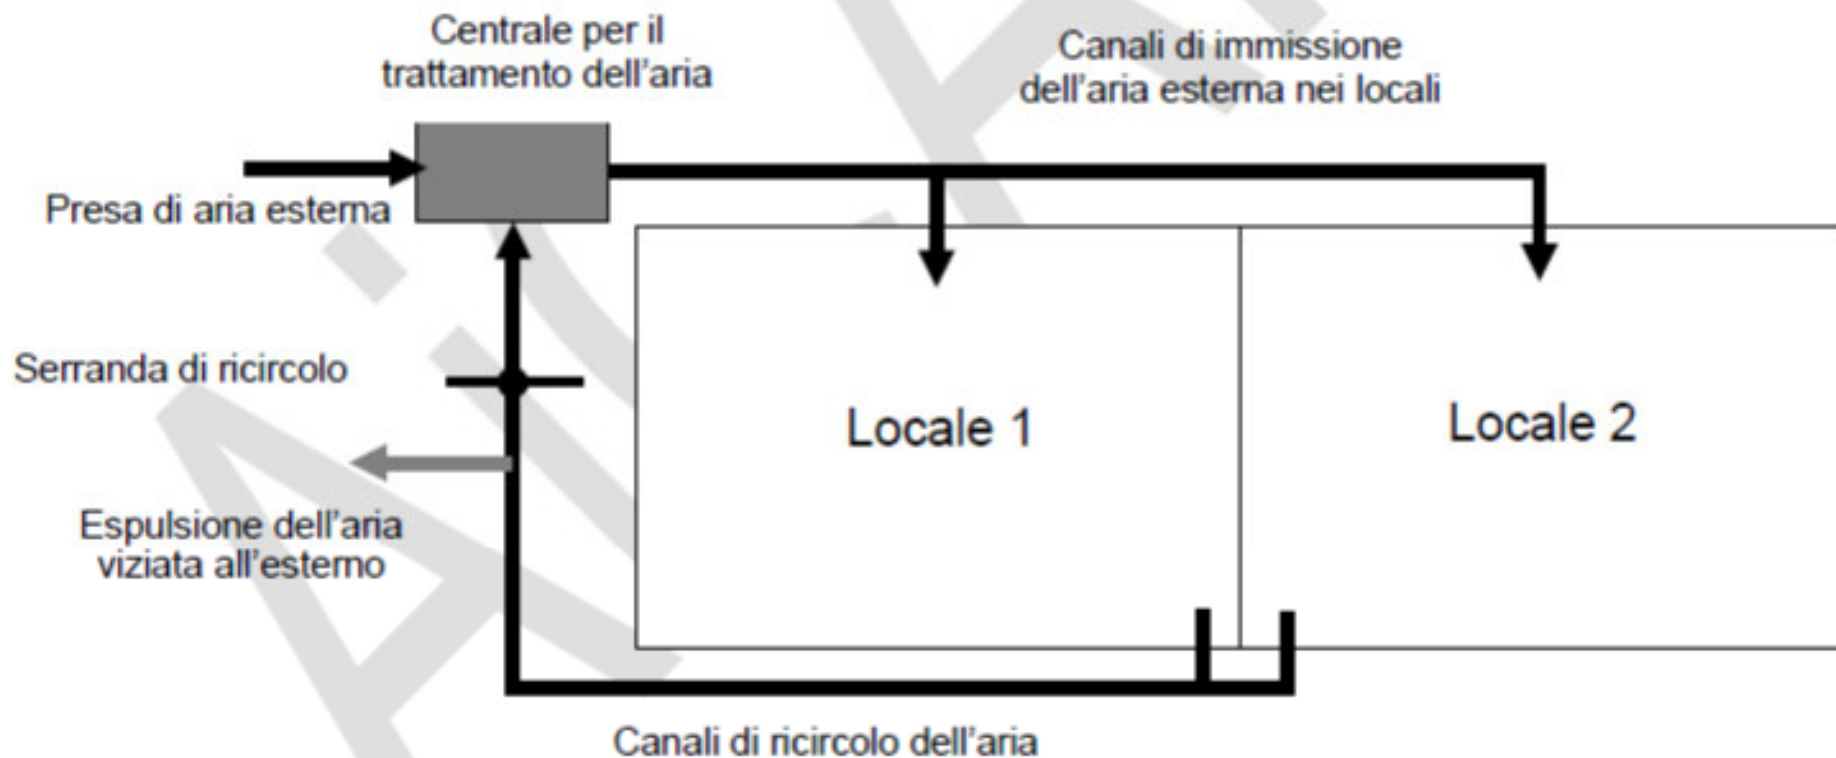 Centrale per il
trattamento dell'aria
Canali di immissione
dell'aria esterna nei locali
Presa di aria esterna
Serranda di ricircolo
Locale 1
Locale 2
Espulsione dell'aria
viziata all'esterno
Canali di ricircolo dell'aria